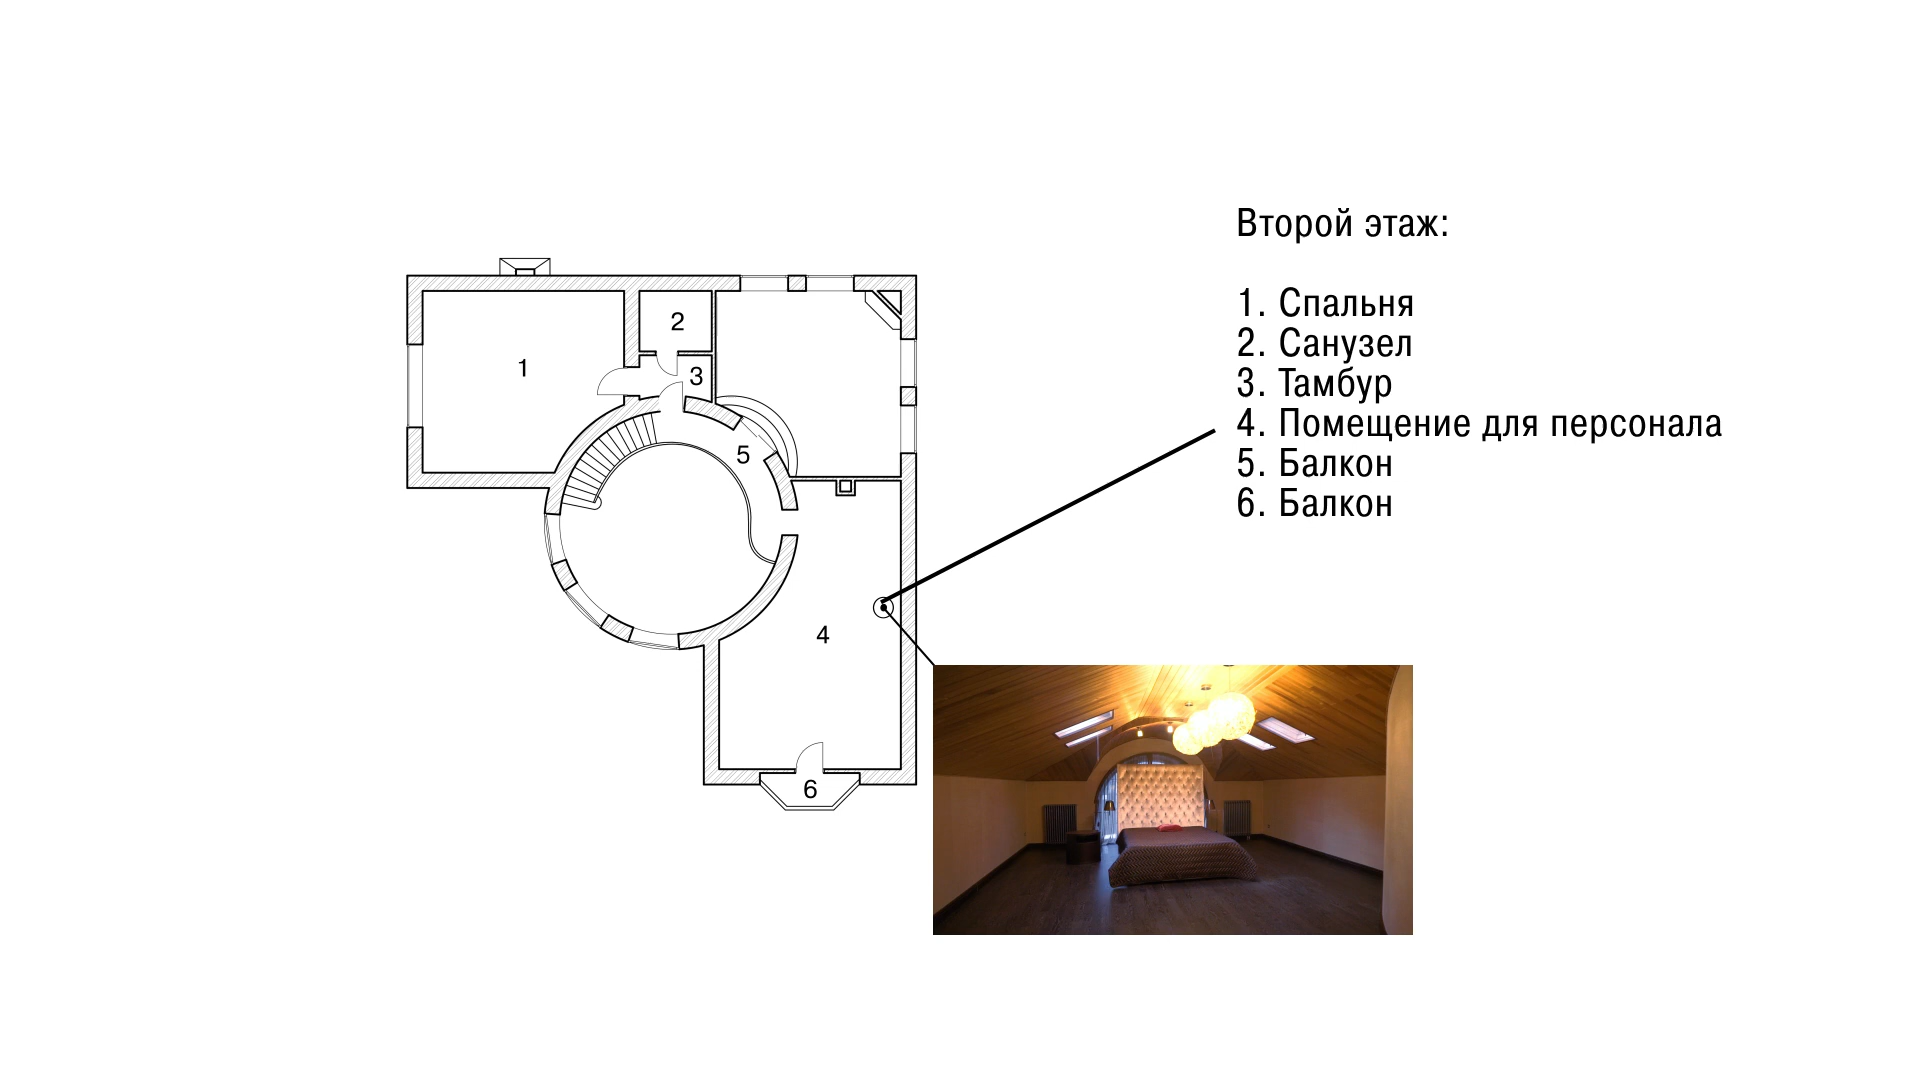 Второй этаж:
1. Спальня
2. Санузел
3. Тамбур
4. Помещение для персонала
5. Балкон
6. Балкон
1
2
3
5
4
6